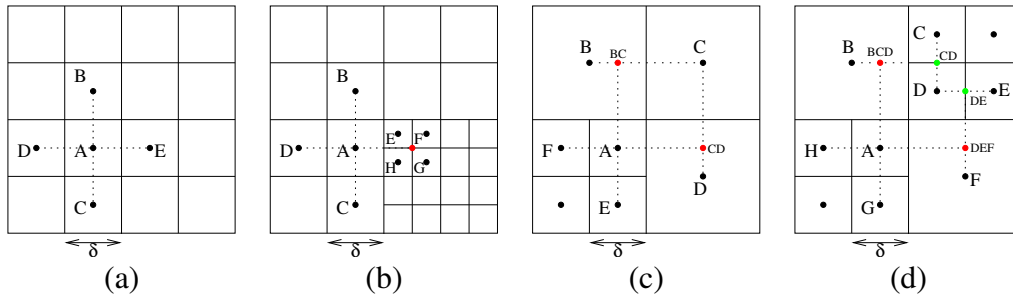 B
D A E
C
δ
(a)
B
D A E F
H G
C
δ
(b)
B BC C
F A CD
D
E
δ
(c)
C
B BCD CD
D E
DE
H A DEF
F
G
δ
(d)